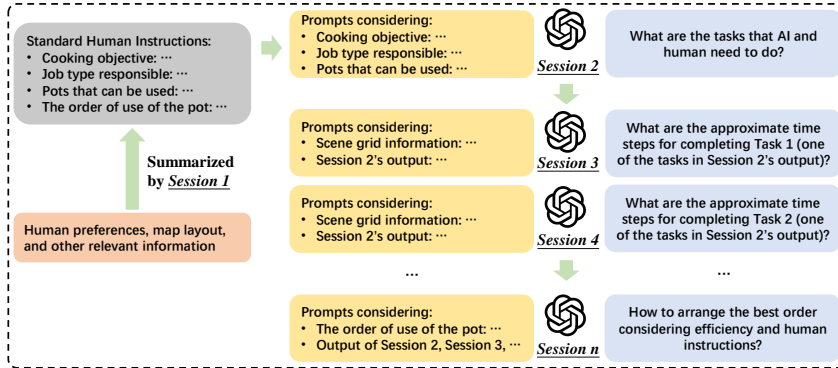 Standard Human Instructions:
• Cooking objective: ···
• Job type responsible: ···
• Pots that can be used: ···
• The order of use of the pot: ···
Summarized
by Session 1
Human preferences, map layout,
and other relevant information
Prompts considering:
• Cooking objective: ···
• Job type responsible: ···
• Pots that can be used: ···
Session 2
What are the tasks that AI and
human need to do?
Prompts considering:
• Scene grid information: ···
• Session 2's output: ···
Session 3
What are the approximate time
steps for completing Task 1 (one
of the tasks in Session 2's output)?
Prompts considering:
• Scene grid information: ···
• Session 2's output: ···
Session 4
What are the approximate time
steps for completing Task 2 (one
of the tasks in Session 2's output)?
...
...
Prompts considering:
• The order of use of the pot: ···
• Output of Session 2, Session 3, ···
Session n
How to arrange the best order
considering efficiency and human
instructions?